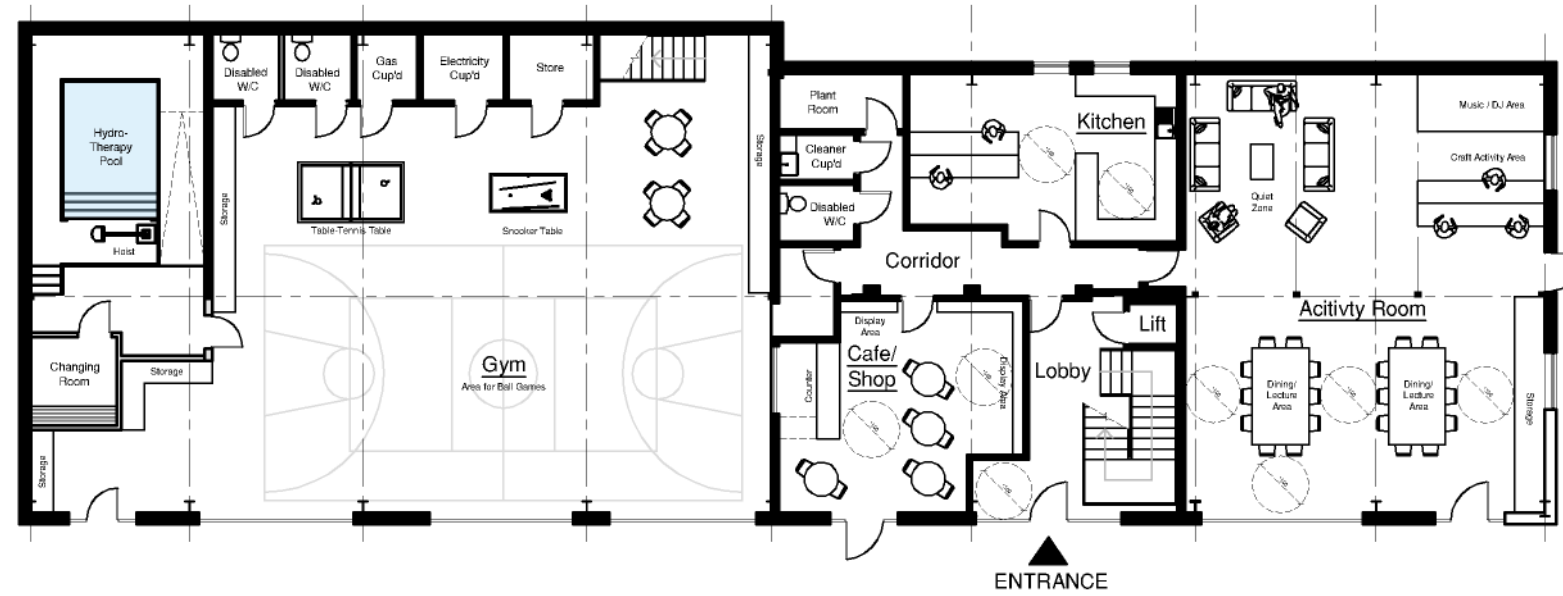 Hydro-
Therapy
Pool
Hoist
Changing
Room
Storage
Storage
Storage
Disabled
W/C
Disabled
W/C
Gas
Cup'd
Electricity
Cup'd
Store
Table-Tennis Table
Snooker Table
Storage
Gym
Area for Ball Games
Plant
Room
Cleaner
Cup'd
Disabled
W/C
Kitchen
Corridor
Display
Area
Cafe/
Shop
Counter
Display Area
Lobby
Lift
ENTRANCE
Music / DJ Area
Craft Activity Area
Quiet
Zone
Acitivty Room
Dining/
Lecture
Area
Dining/
Lecture
Area
Storage